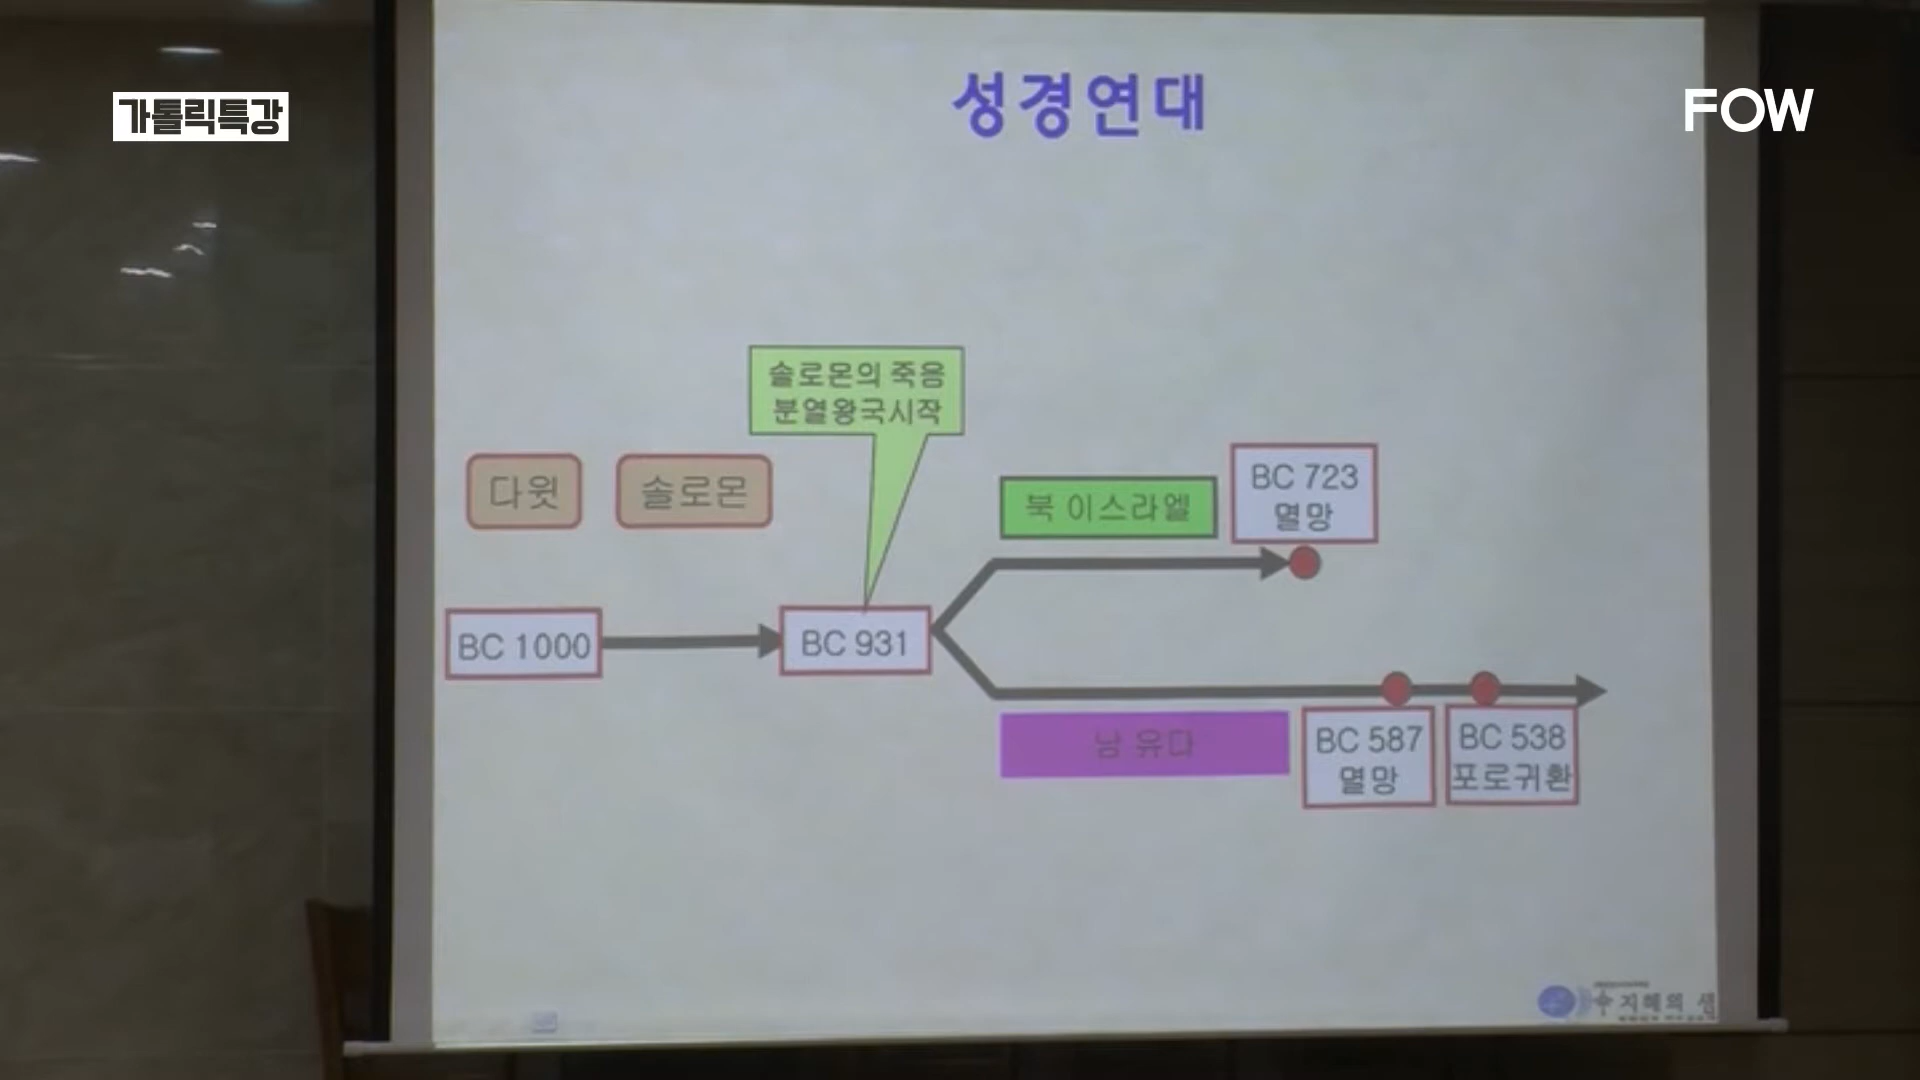 가톨릭특강
FOW
성경연대
솔로몬의 죽음
분열왕국시작
다윗
솔로몬
북 이스라엘
BC 723
멸망
BC 1000
BC 931
남 유다
BC 587
멸망
BC 538
포로귀환
지혜의 샘